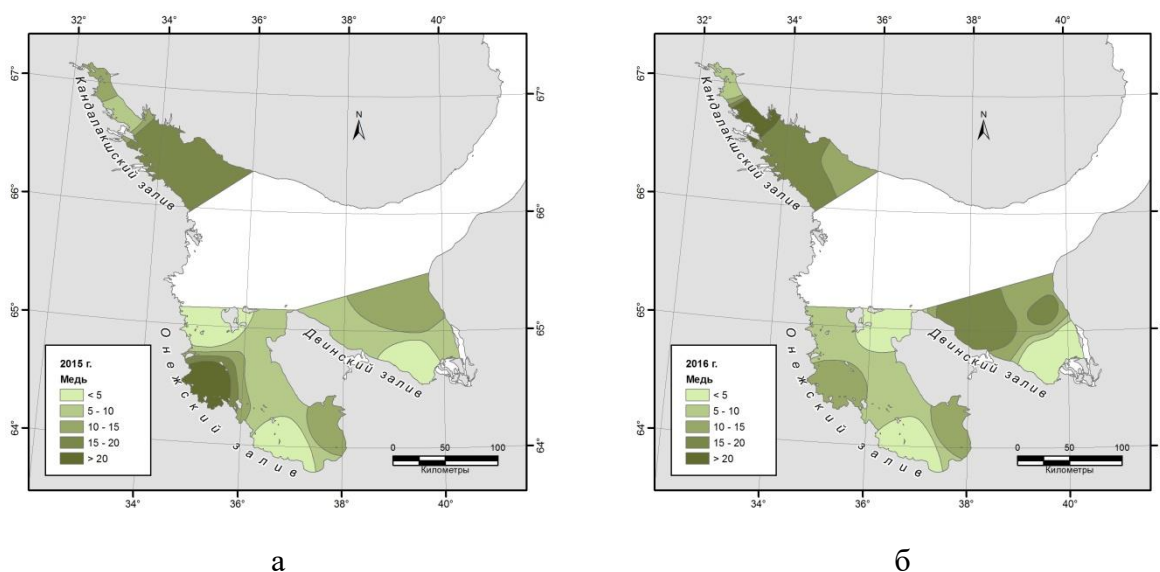 32° 34° 36° 38° 40°
67°
66°
65°
64°
67°
66°
65°
64°
34° 36° 38° 40°
Кандалакшский залив
Онежский залив
Двинский залив
N
2015 г.
Медь
< 5
5 - 10
10 - 15
15 - 20
> 20
0 50 100
Километры
а
32° 34° 36° 38° 40°
67°
66°
65°
64°
67°
66°
65°
64°
34° 36° 38° 40°
Кандалакшский залив
Онежский залив
Двинский залив
N
2016 г.
Медь
< 5
5 - 10
10 - 15
15 - 20
> 20
0 50 100
Километры
б